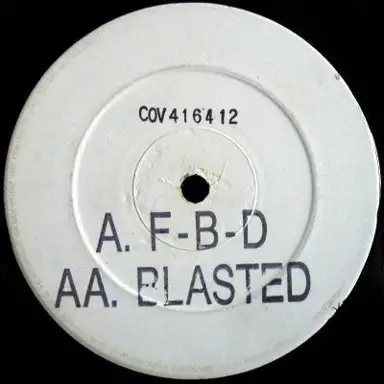 COV416412
A. F-B-D
AA. BLASTED